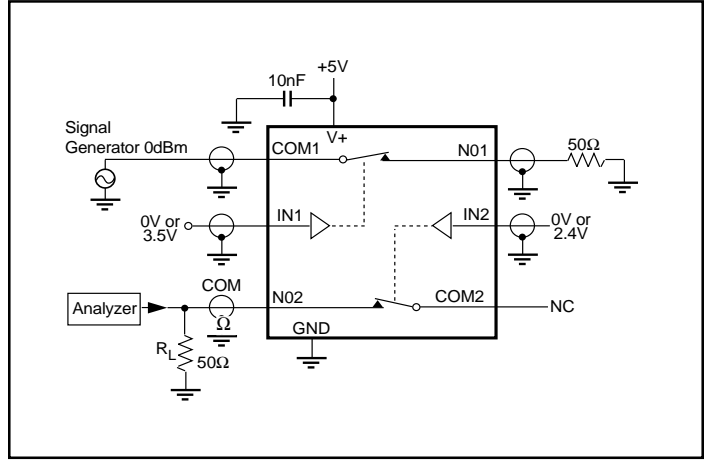 +5V
10nF
V+
Signal
Generator 0dBm
COM1
N01
50Ω
IN1
IN2
0V or
3.5V
0V or
2.4V
COM
N02
COM2
NC
Analyzer
Ω
GND
RL
50Ω